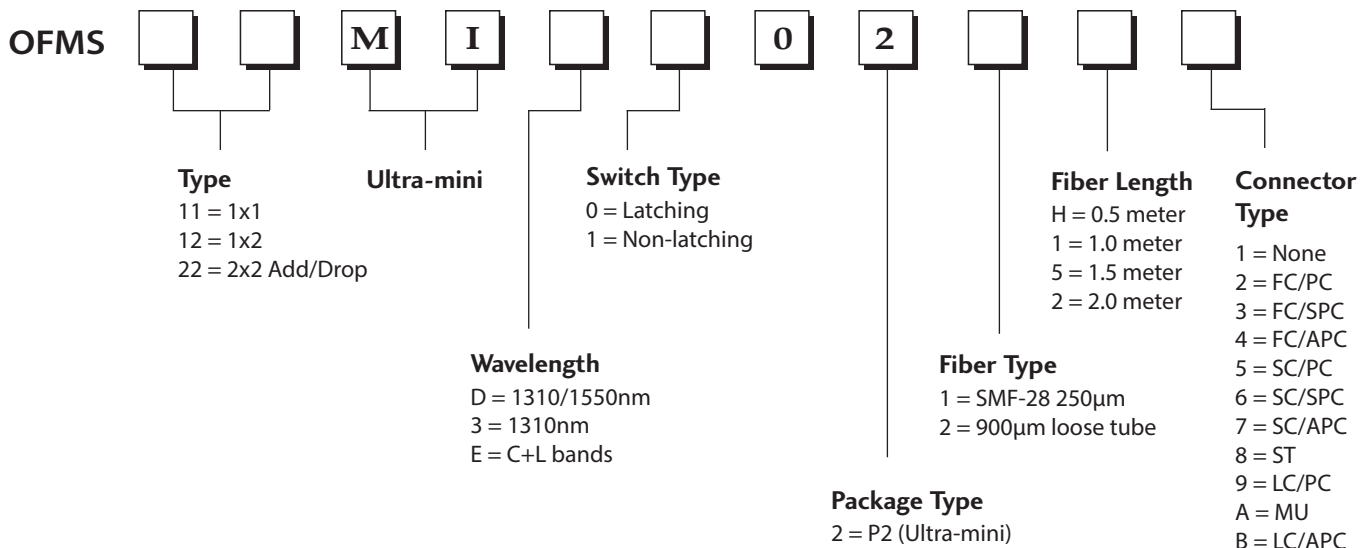 OFMS M I 0 2
Type
11 = 1x1
12 = 1x2
22 = 2x2 Add/Drop
Ultra-mini
Wavelength
D = 1310/1550nm
3 = 1310nm
E = C+L bands
Switch Type
0 = Latching
1 = Non-latching
Package Type
2 = P2 (Ultra-mini)
Fiber Type
1 = SMF-28 250µm
2 = 900µm loose tube
Fiber Length
H = 0.5 meter
1 = 1.0 meter
5 = 1.5 meter
2 = 2.0 meter
Connector
Type
1 = None
2 = FC/PC
3 = FC/SPC
4 = FC/APC
5 = SC/PC
6 = SC/SPC
7 = SC/APC
8 = ST
9 = LC/PC
A = MU
B = LC/APC